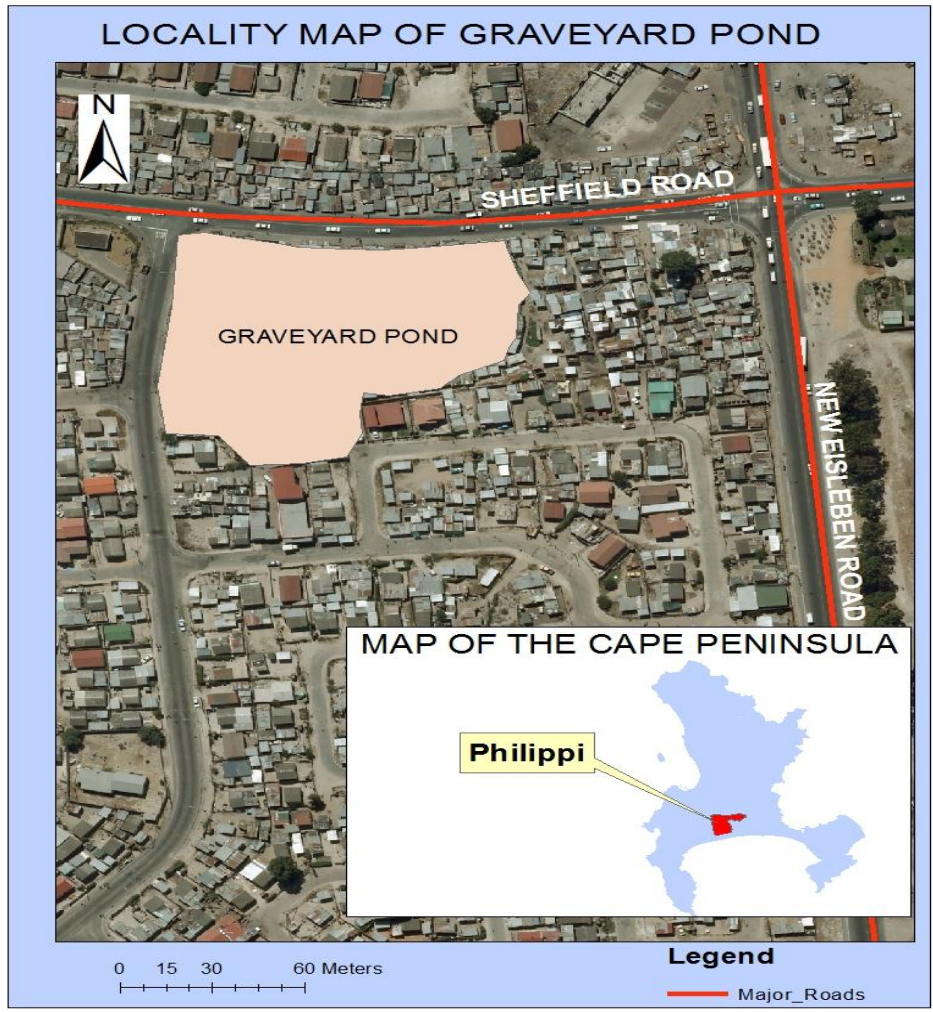 LOCALITY MAP OF GRAVEYARD POND
N
SHEFFIELD ROAD
GRAVEYARD POND
NEW EISLEBEN ROAD
MAP OF THE CAPE PENINSULA
Philippi
0 15 30 60 Meters
Legend
Major_Roads